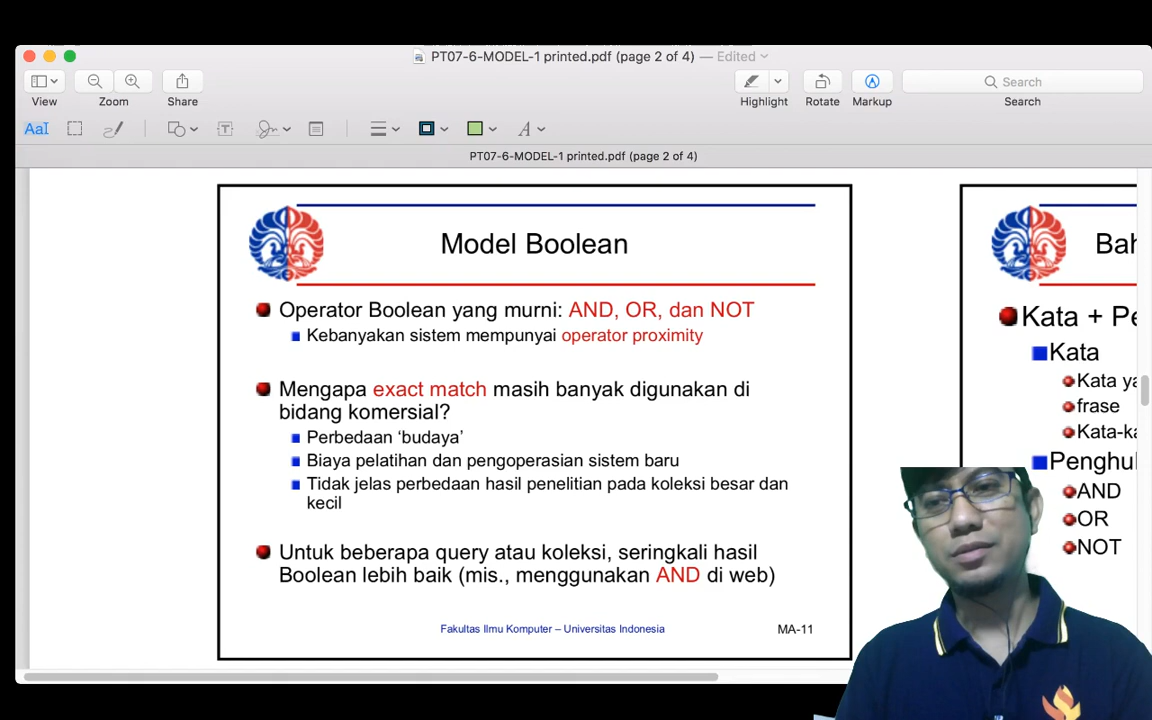 PT07-6-MODEL-1 printed.pdf (page 2 of 4) — Edited
Search
View
Zoom
Share
Highlight
Rotate
Markup
Search
AaI
T
A
PT07-6-MODEL-1 printed.pdf (page 2 of 4)
Model Boolean
Operator Boolean yang murni: AND, OR, dan NOT
Kebanyakan sistem mempunyai operator proximity
Mengapa exact match masih banyak digunakan di
bidang komersial?
Perbedaan ‘budaya’
Biaya pelatihan dan pengoperasian sistem baru
Tidak jelas perbedaan hasil penelitian pada koleksi besar dan
kecil
Untuk beberapa query atau koleksi, seringkali hasil
Boolean lebih baik (mis., menggunakan AND di web)
Fakultas Ilmu Komputer – Universitas Indonesia
MA-11
Bah
Kata + Pe
Kata
Kata ya
frase
Kata-ka
Penghu
AND
OR
NOT